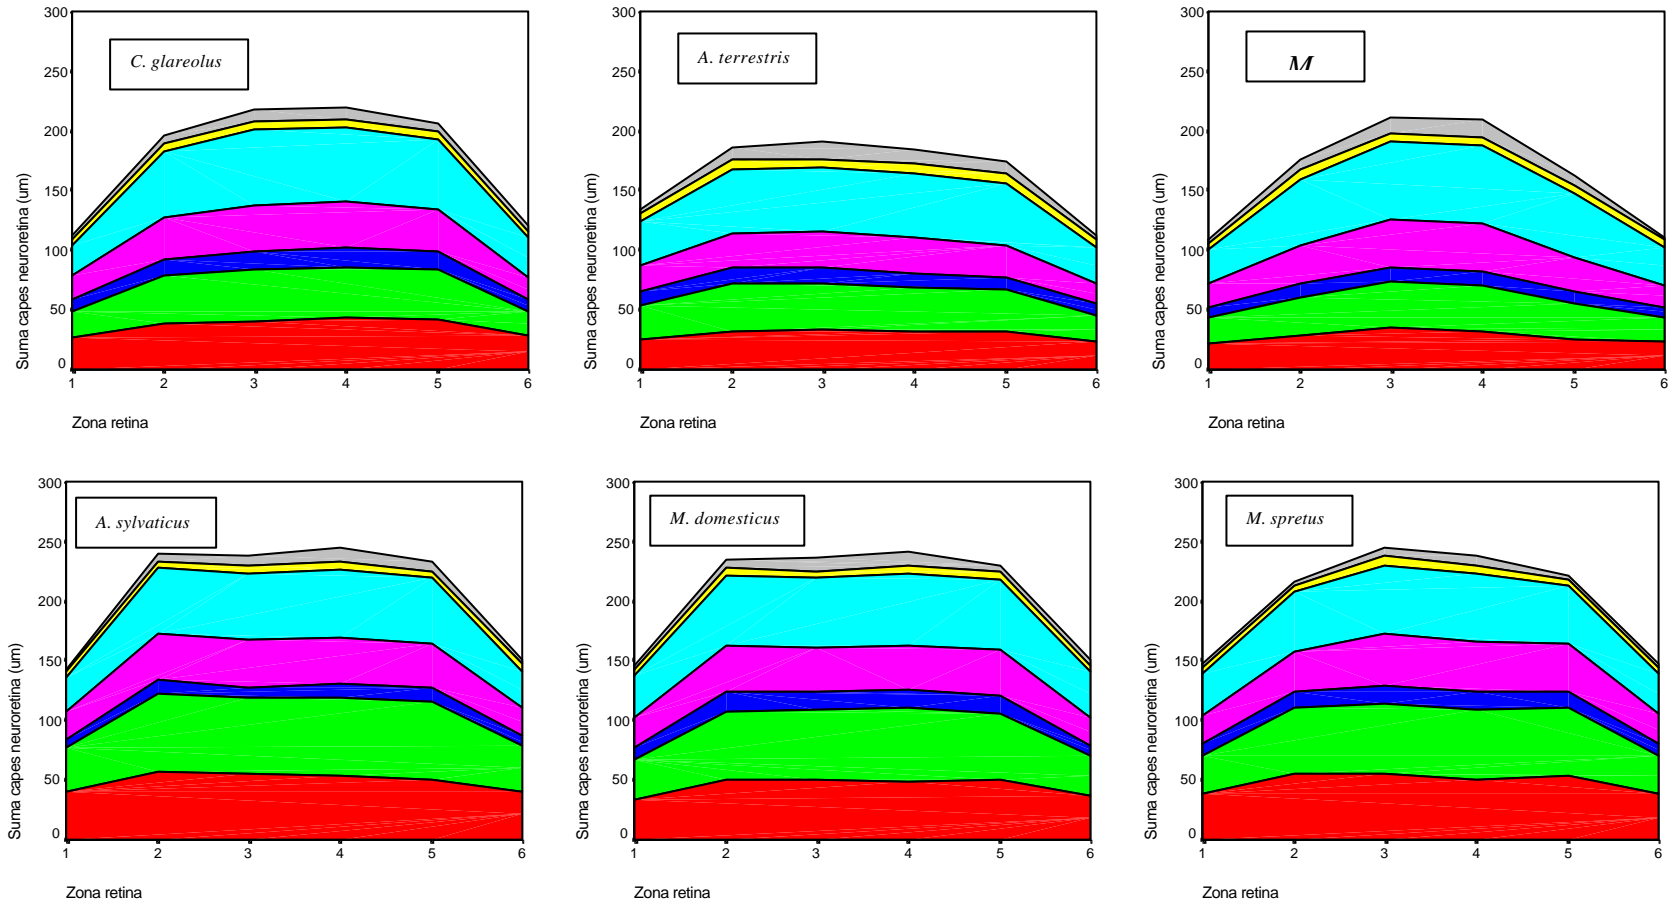 300
250
200
150
100
50
0
Suma capes neuroretina (um)
C. glareolus
1 2 3 4 5 6
Zona retina
300
250
200
150
100
50
0
Suma capes neuroretina (um)
A. terrestris
1 2 3 4 5 6
Zona retina
300
250
200
150
100
50
0
Suma capes neuroretina (um)
M
1 2 3 4 5 6
Zona retina
300
250
200
150
100
50
0
Suma capes neuroretina (um)
A. sylvaticus
1 2 3 4 5 6
Zona retina
300
250
200
150
100
50
0
Suma capes neuroretina (um)
M. domesticus
1 2 3 4 5 6
Zona retina
300
250
200
150
100
50
0
Suma capes neuroretina (um)
M. spretus
1 2 3 4 5 6
Zona retina